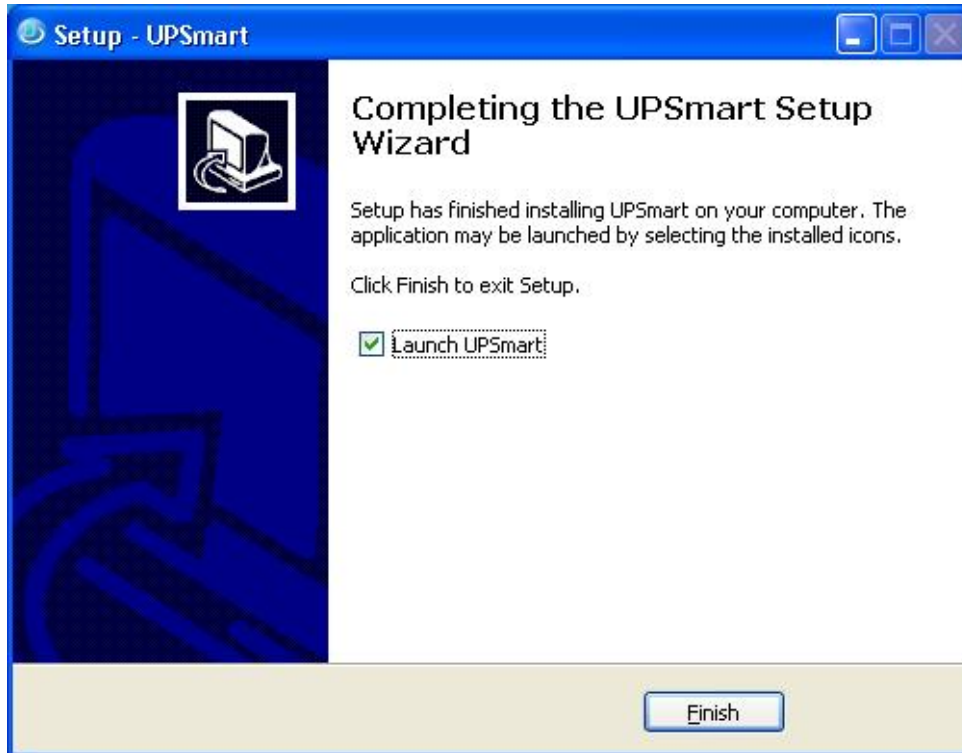 Setup - UPSmart
Completing the UPSmart Setup
Wizard
Setup has finished installing UPSmart on your computer. The
application may be launched by selecting the installed icons.
Click Finish to exit Setup.
Launch UPSmart
Finish